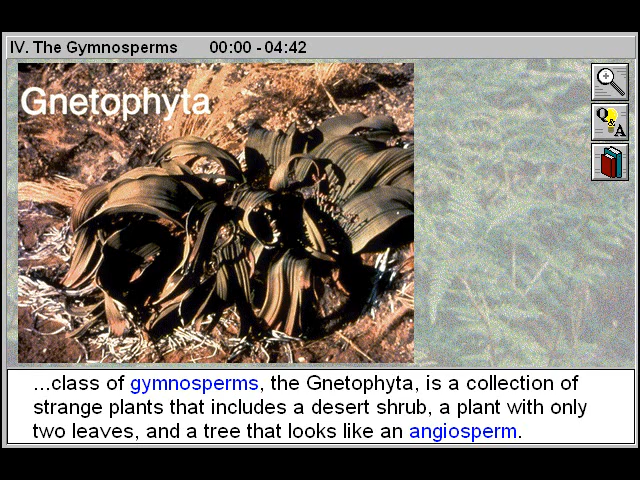 IV. The Gymnosperms 00:00 - 04:42
Gnetophyta
Q&A
...class of gymnosperms, the Gnetophyta, is a collection of
strange plants that includes a desert shrub, a plant with only
two leaves, and a tree that looks like an angiosperm.